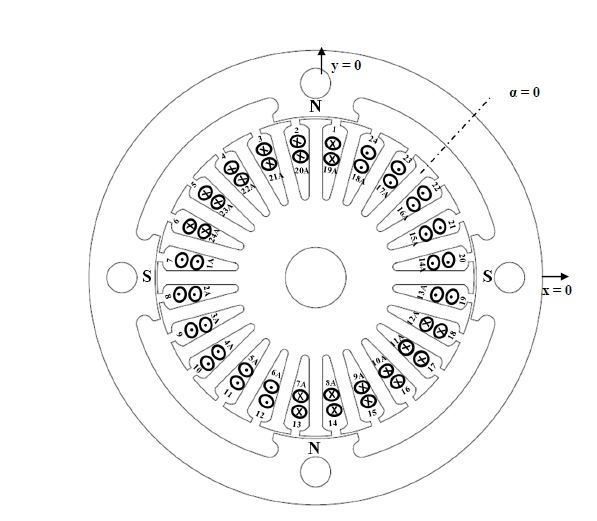 y = 0
α = 0
N
2
1
3
24
4
23
20A
19A
21A
18A
22A
17A
5
22
23A
16A
6
21
24A
15A
7
1A
14A
20
S
S
x = 0
8
2A
13A
19
9
3A
12A
18
10
4A
11A
17
11
5A
10A
16
12
6A
9A
15
7A
8A
13
14
N